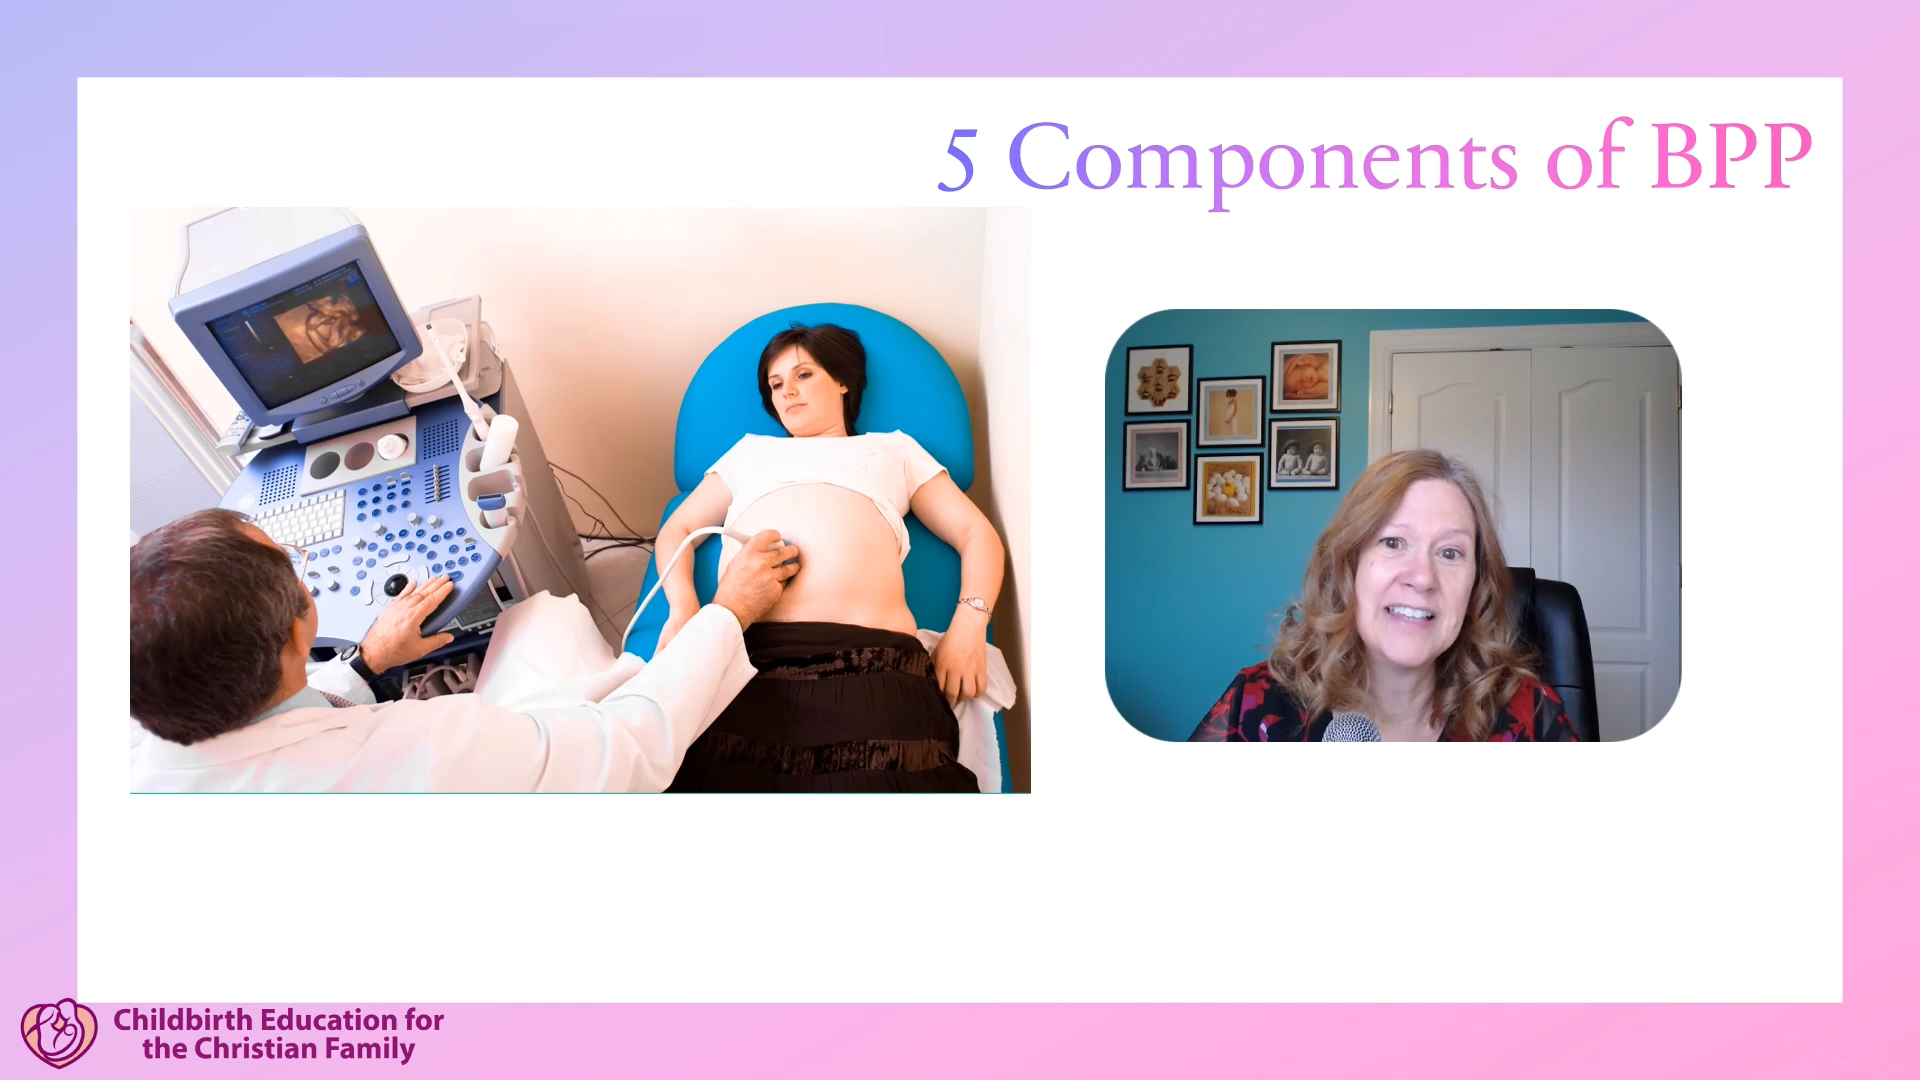 5 Components of BPP
Childbirth Education for
the Christian Family